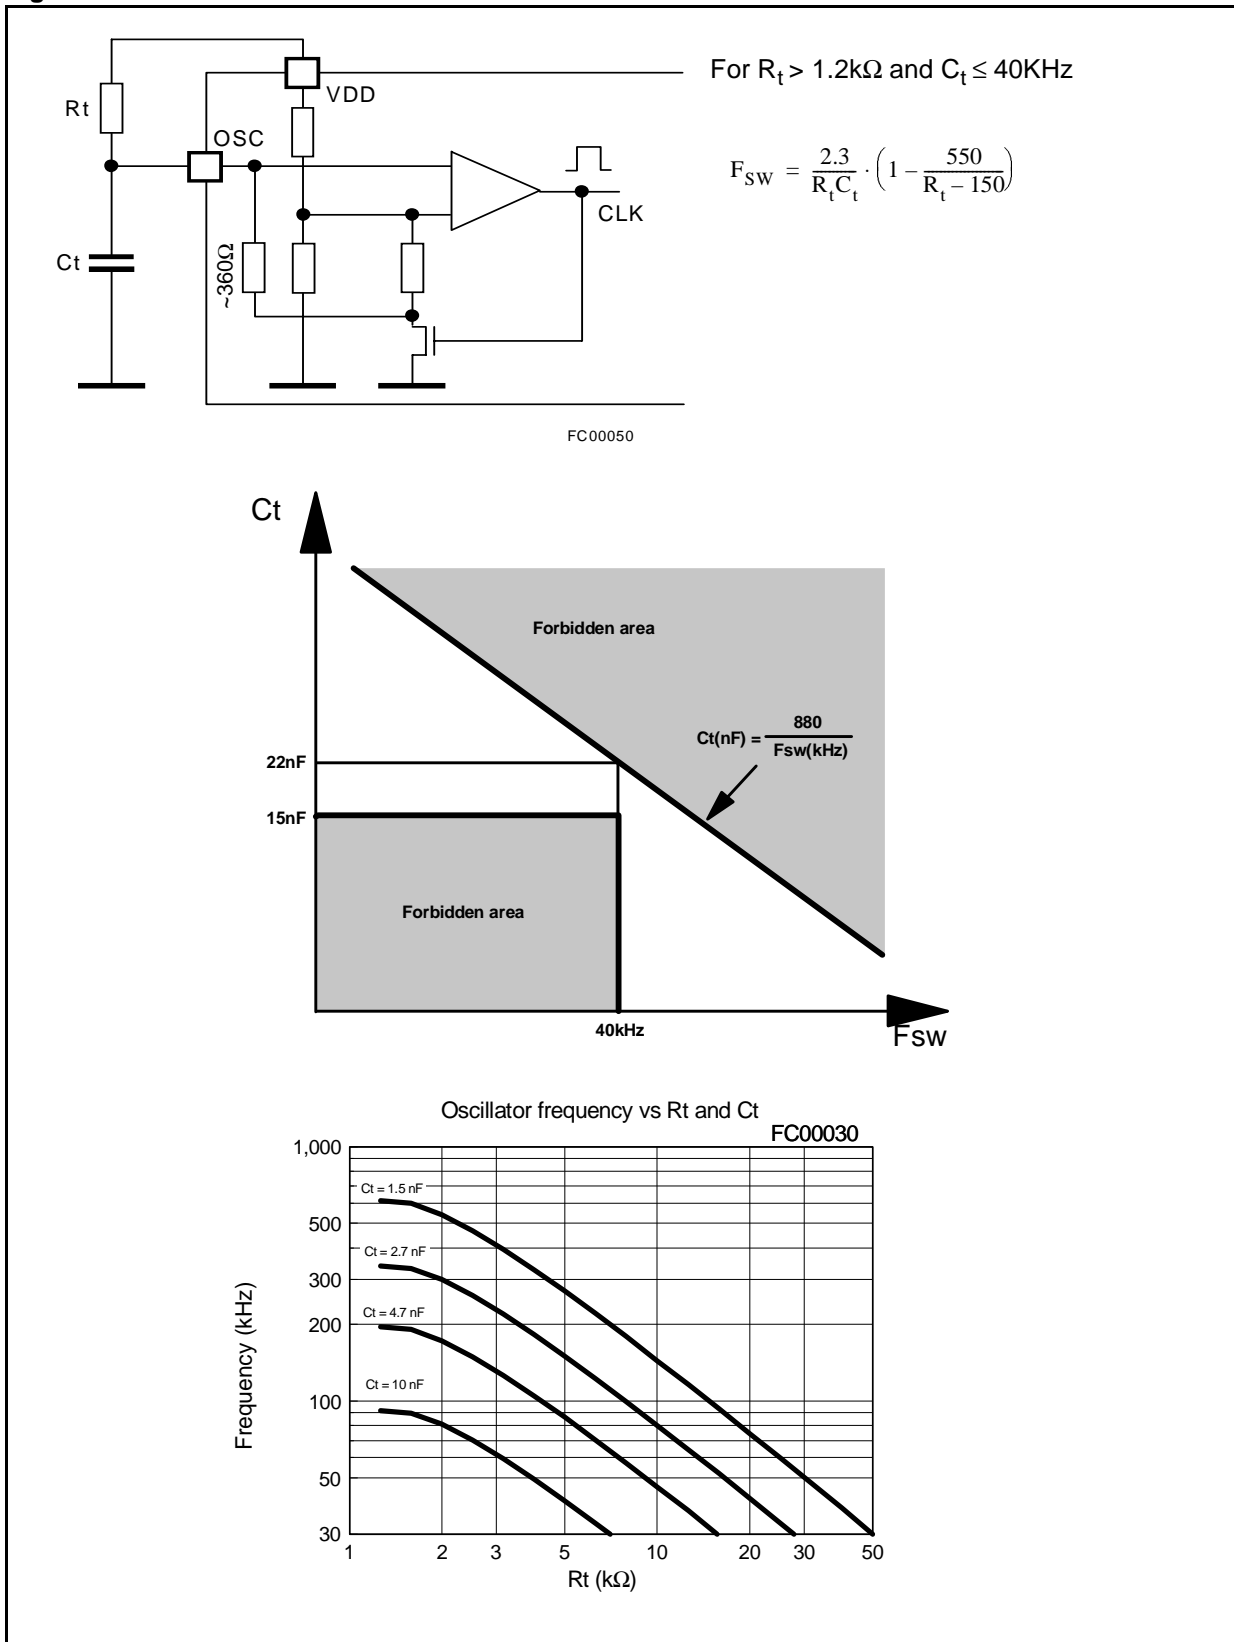 For Rt > 1.2kΩ and Ct ≤ 40KHz
VDD
Rt
OSC
FSW = 2.3 / RtCt · (1 − 550 / Rt − 150)
CLK
Ct
~360Ω
FC00050
Ct
Forbidden area
Ct(nF) = 880 / Fsw(kHz)
22nF
15nF
Forbidden area
40kHz
Fsw
Oscillator frequency vs Rt and Ct
FC00030
1,000
Ct = 1.5 nF
500
Ct = 2.7 nF
300
Ct = 4.7 nF
200
Ct = 10 nF
100
50
30
Frequency (kHz)
1 2 3 5 10 20 30 50
Rt (kΩ)